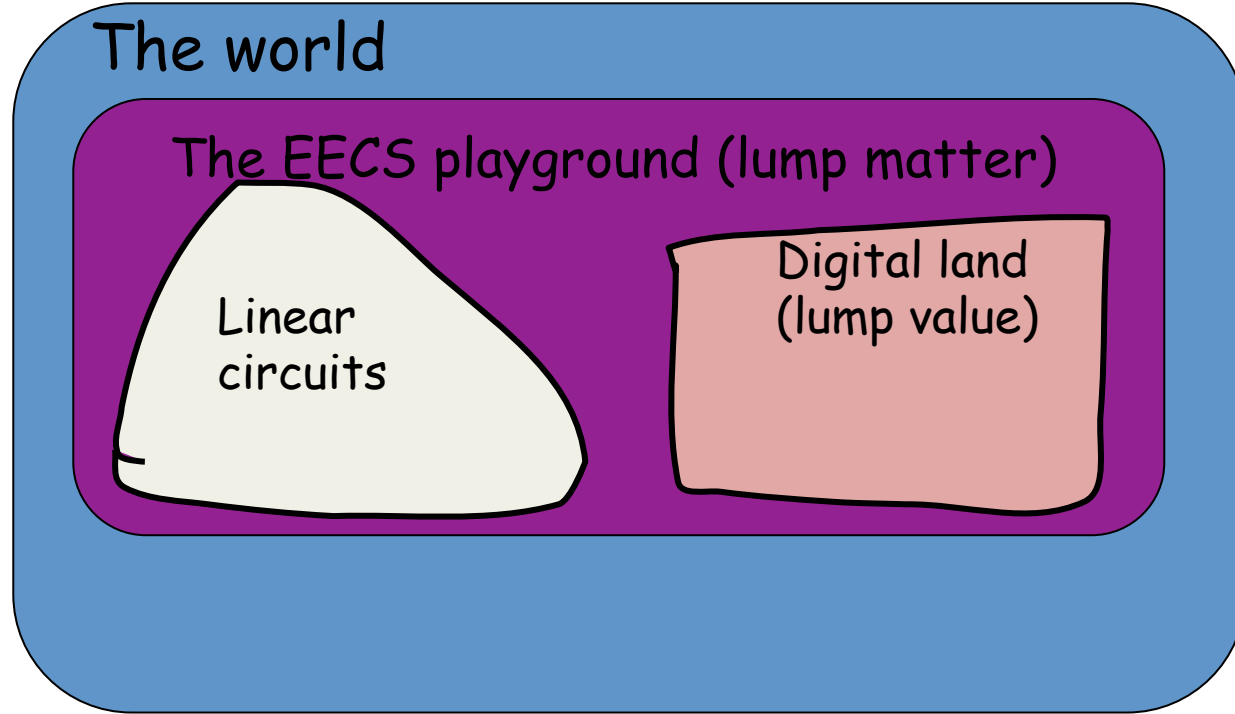 The world
The EECS playground (lump matter)
Linear
circuits
Digital land
(lump value)